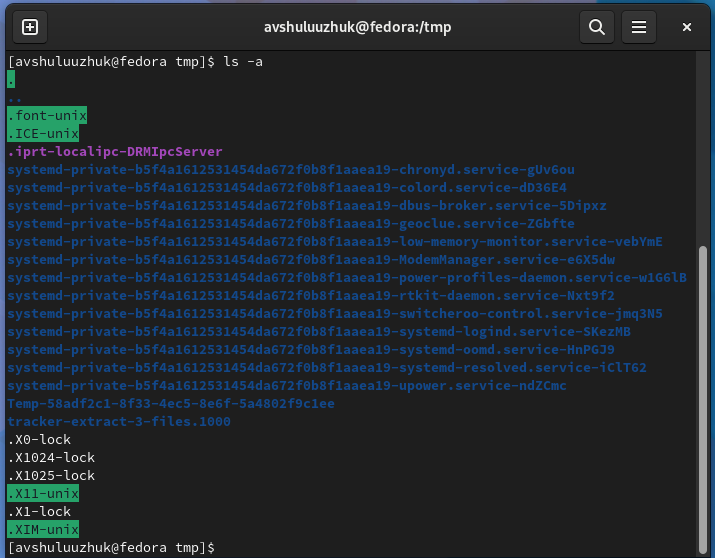 avshuluuzhuk@fedora:/tmp
[avshuluuzhuk@fedora tmp]$ ls -a
.
..
.font-unix
.ICE-unix
.iprt-localipc-DRMIpcServer
systemd-private-b5f4a1612531454da672f0b8f1aaea19-chronyd.service-gUv6ou
systemd-private-b5f4a1612531454da672f0b8f1aaea19-colord.service-dD36E4
systemd-private-b5f4a1612531454da672f0b8f1aaea19-dbus-broker.service-5Dipxz
systemd-private-b5f4a1612531454da672f0b8f1aaea19-geoclue.service-ZGbfte
systemd-private-b5f4a1612531454da672f0b8f1aaea19-low-memory-monitor.service-vebYmE
systemd-private-b5f4a1612531454da672f0b8f1aaea19-ModemManager.service-e6X5dw
systemd-private-b5f4a1612531454da672f0b8f1aaea19-power-profiles-daemon.service-w1G6lB
systemd-private-b5f4a1612531454da672f0b8f1aaea19-rtkit-daemon.service-Nxt9f2
systemd-private-b5f4a1612531454da672f0b8f1aaea19-switcheroo-control.service-jmq3N5
systemd-private-b5f4a1612531454da672f0b8f1aaea19-systemd-logind.service-SKezMB
systemd-private-b5f4a1612531454da672f0b8f1aaea19-systemd-oomd.service-HnPGJ9
systemd-private-b5f4a1612531454da672f0b8f1aaea19-systemd-resolved.service-iClT62
systemd-private-b5f4a1612531454da672f0b8f1aaea19-upower.service-ndZCmc
Temp-58adf2c1-8f33-4ec5-8e6f-5a4802f9c1ee
tracker-extract-3-files.1000
.X0-lock
.X1024-lock
.X1025-lock
.X11-unix
.X1-lock
.XIM-unix
[avshuluuzhuk@fedora tmp]$